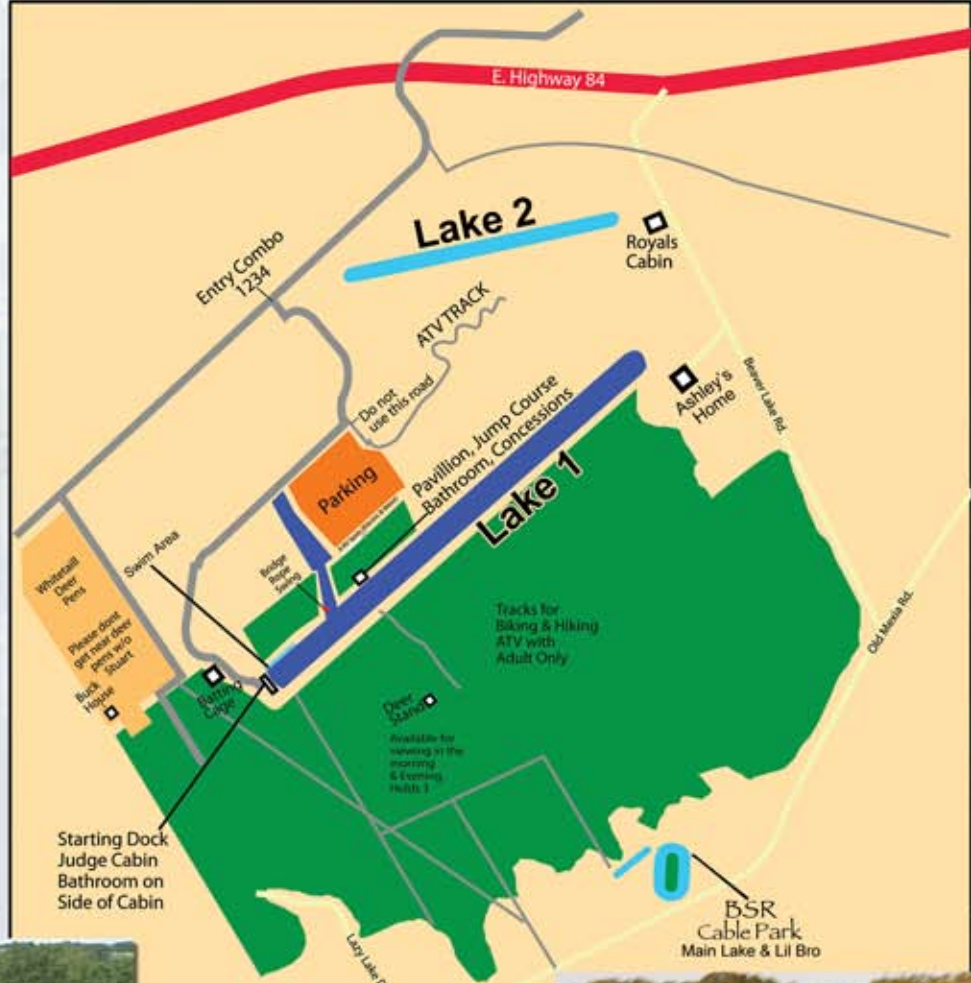 E. Highway 84
Lake 2
Royals
Cabin
Entry Combo
1234
ATV TRACK
Do not
use this road
Pavillion, Jump Course
Bathroom, Concessions
Ashley's
Home
Beaver Lake Rd.
Parking
Lake 1
Swim Area
Bridge
Rope
Swing
Whitetaill
Deer
Pens
Please dont
get near deer
pens w/o
Stuart
Buck
House
Batting
Cage
Tracks for
Biking & Hiking
ATV with
Adult Only
Old Mexia Rd.
Deer
Stand
Available for
viewing in the
morning
& Evening
Holds 3
Starting Dock
Judge Cabin
Bathroom on
Side of Cabin
Lazy Lake
BSR
Cable Park
Main Lake & Lil Bro